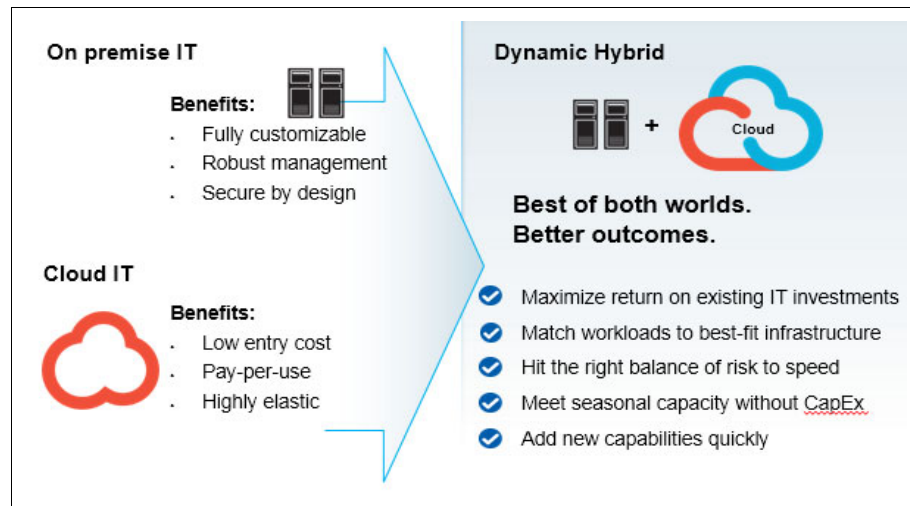 On premise IT
Benefits:
· Fully customizable
· Robust management
· Secure by design
Cloud IT
Benefits:
· Low entry cost
· Pay-per-use
· Highly elastic
Dynamic Hybrid
+
Cloud
Best of both worlds.
Better outcomes.
Maximize return on existing IT investments
Match workloads to best-fit infrastructure
Hit the right balance of risk to speed
Meet seasonal capacity without CapEx
Add new capabilities quickly